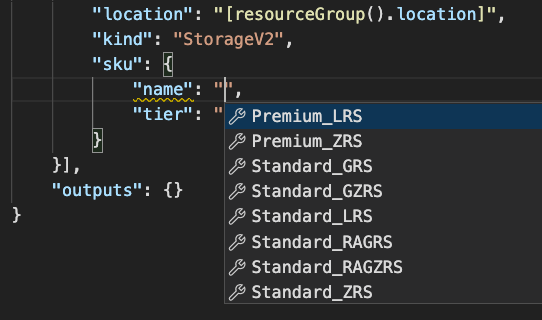 "location": "[resourceGroup().location]",
"kind": "StorageV2",
"sku": {
"name": "",
"tier": "
Premium_LRS
Premium_ZRS
Standard_GRS
Standard_GZRS
Standard_LRS
Standard_RAGRS
Standard_RAGZRS
Standard_ZRS
}
}],
"outputs": {}
}